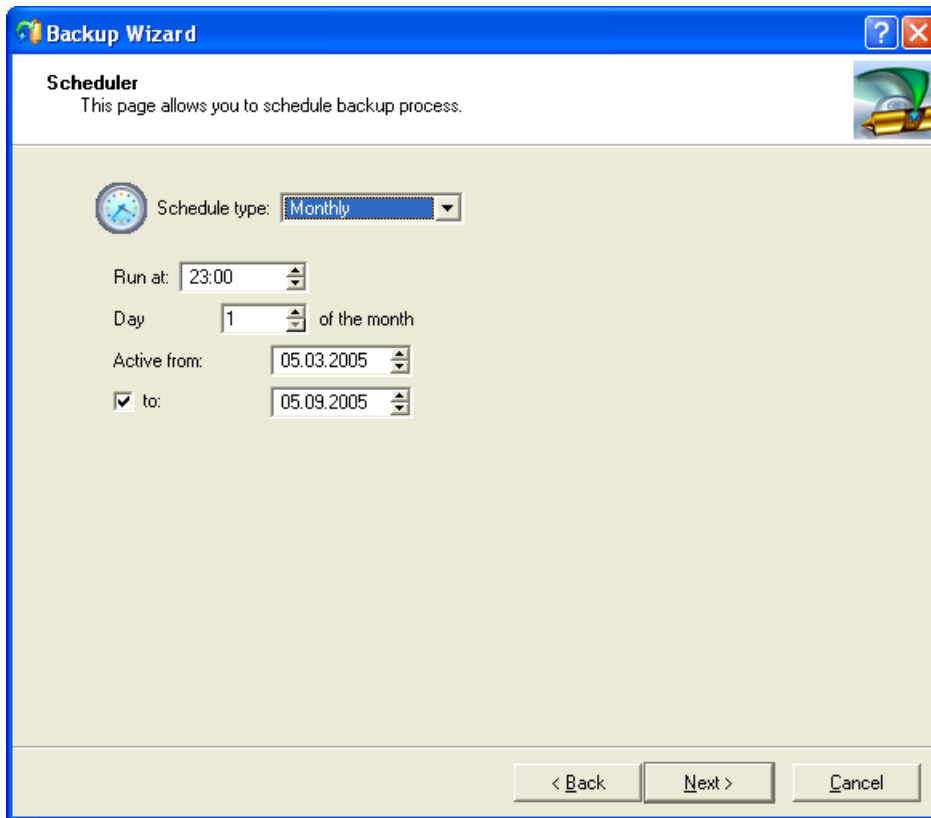 Backup Wizard
Scheduler
This page allows you to schedule backup process.
Schedule type: Monthly
Run at: 23:00
Day 1 of the month
Active from: 05.03.2005
to: 05.09.2005
< Back Next > Cancel